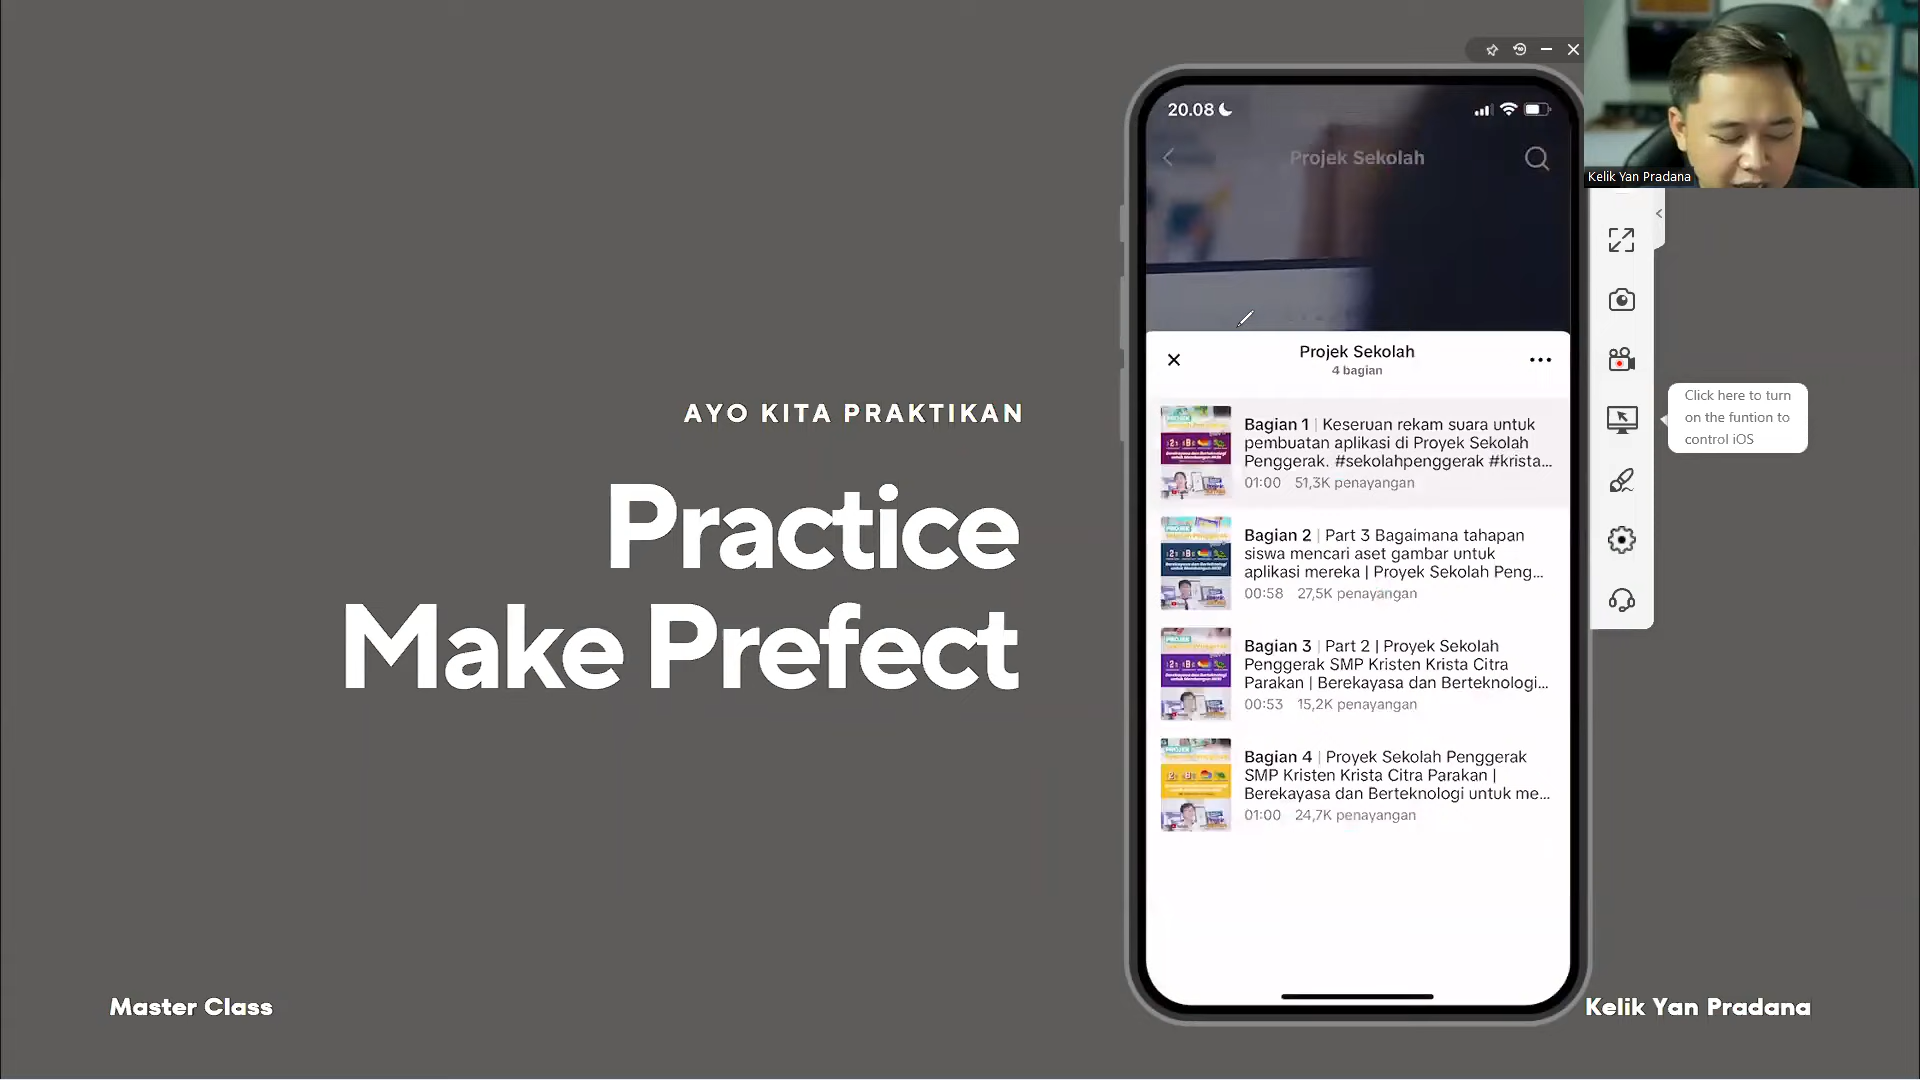 AYO KITA PRAKTIKAN
Practice
Make Prefect
Master Class
20.08
Projek Sekolah
Projek Sekolah
4 bagian
Bagian 1 | Keseruan rekam suara untuk
pembuatan aplikasi di Proyek Sekolah
Penggerak. #sekolahpenggerak #krista...
01:00 51,3K penayangan
Bagian 2 | Part 3 Bagaimana tahapan
siswa mencari aset gambar untuk
aplikasi mereka | Proyek Sekolah Peng...
00:58 27,5K penayangan
Bagian 3 | Part 2 | Proyek Sekolah
Penggerak SMP Kristen Krista Citra
Parakan | Berekayasa dan Berteknologi...
00:53 15,2K penayangan
Bagian 4 | Proyek Sekolah Penggerak
SMP Kristen Krista Citra Parakan |
Berekayasa dan Berteknologi untuk me...
01:00 24,7K penayangan
Kelik Yan Pradana
Click here to turn
on the funtion to
control iOS
Kelik Yan Pradana